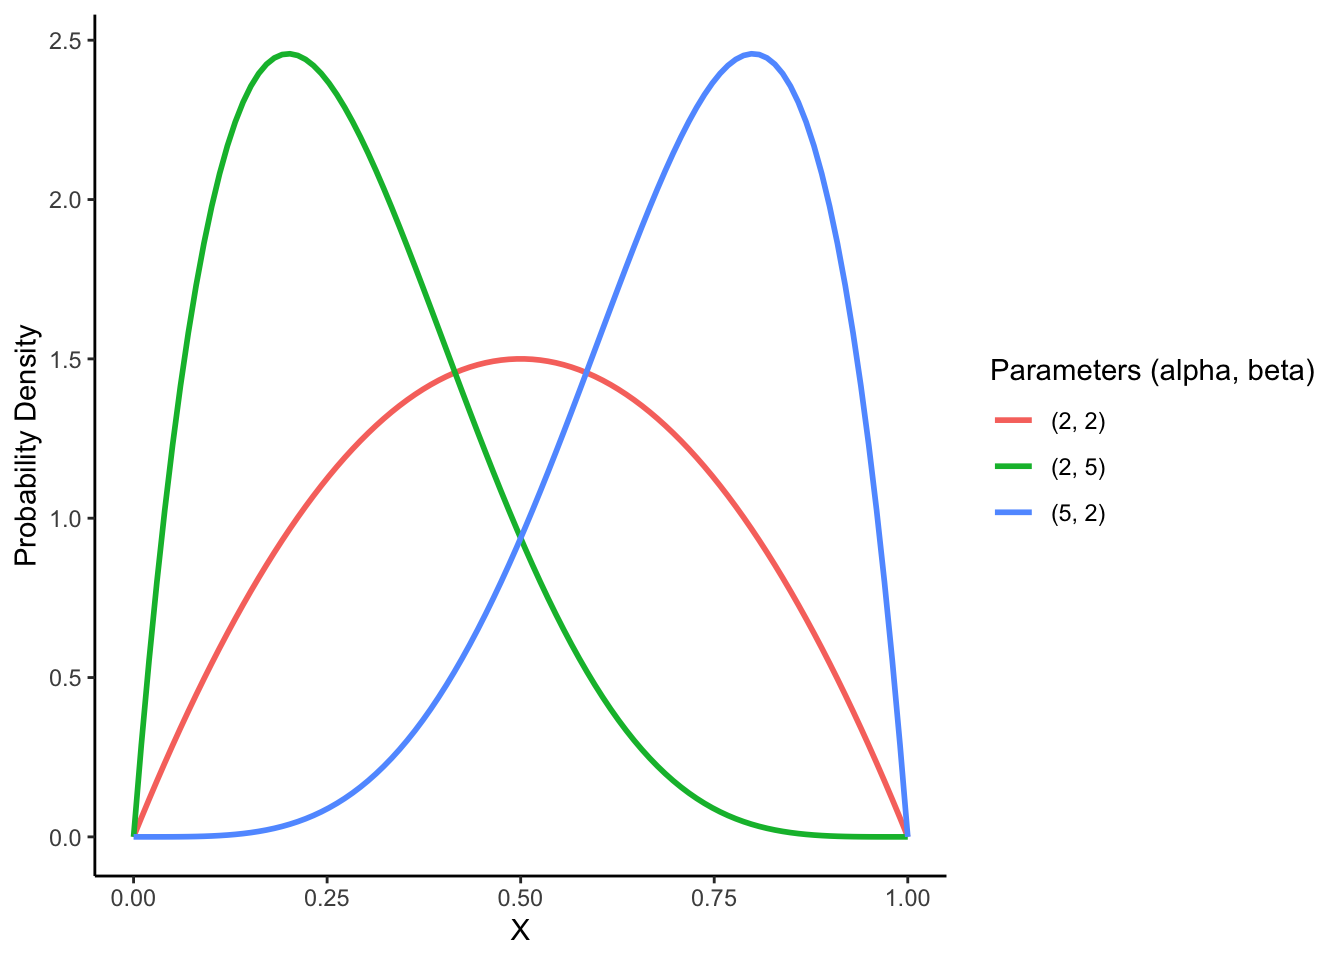 2.5
2.0
1.5
1.0
0.5
0.0
Probability Density
0.00 0.25 0.50 0.75 1.00
X
Parameters (alpha, beta)
(2, 2)
(2, 5)
(5, 2)